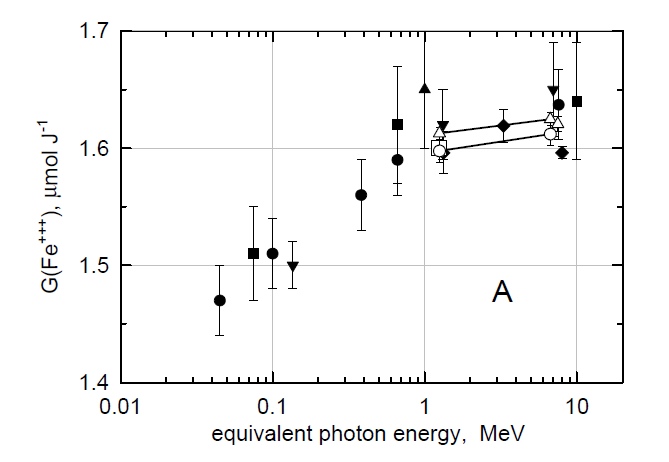 1.7
1.6
1.5
1.4
G(Fe+++), μmol J-1
A
0.01 0.1 1 10
equivalent photon energy, MeV